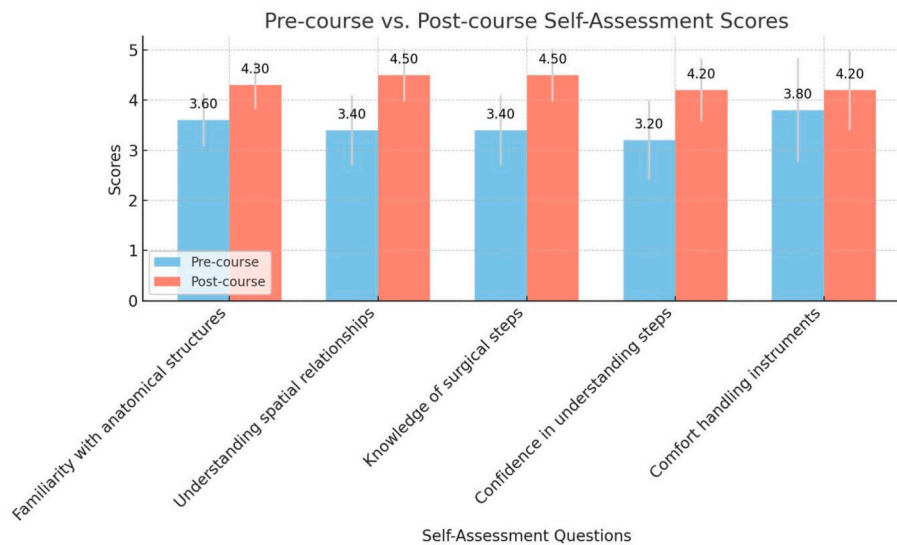 Pre-course vs. Post-course Self-Assessment Scores
Scores
5
4
3
2
1
0
3.60
4.30
3.40
4.50
3.40
4.50
3.20
4.20
3.80
4.20
Pre-course
Post-course
Familiarity with anatomical structures
Understanding spatial relationships
Knowledge of surgical steps
Confidence in understanding steps
Comfort handling instruments
Self-Assessment Questions